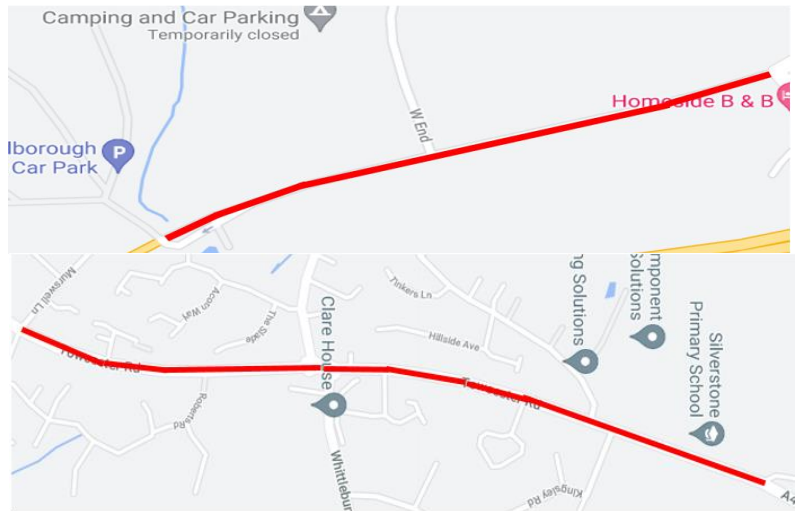 Camping and Car Parking
Temporarily closed
W End
Homeside B & B
lborough
Car Park
P
Murswell Ln
Acorn Way
The Slade
Tinkers Ln
Hillside Ave
Clare House
ng Solutions
mponent
Solutions
Silverstone
Primary School
Towcester Rd
Towcester Rd
Roberts Rd
Whittlebur
Kingsley Rd
A4